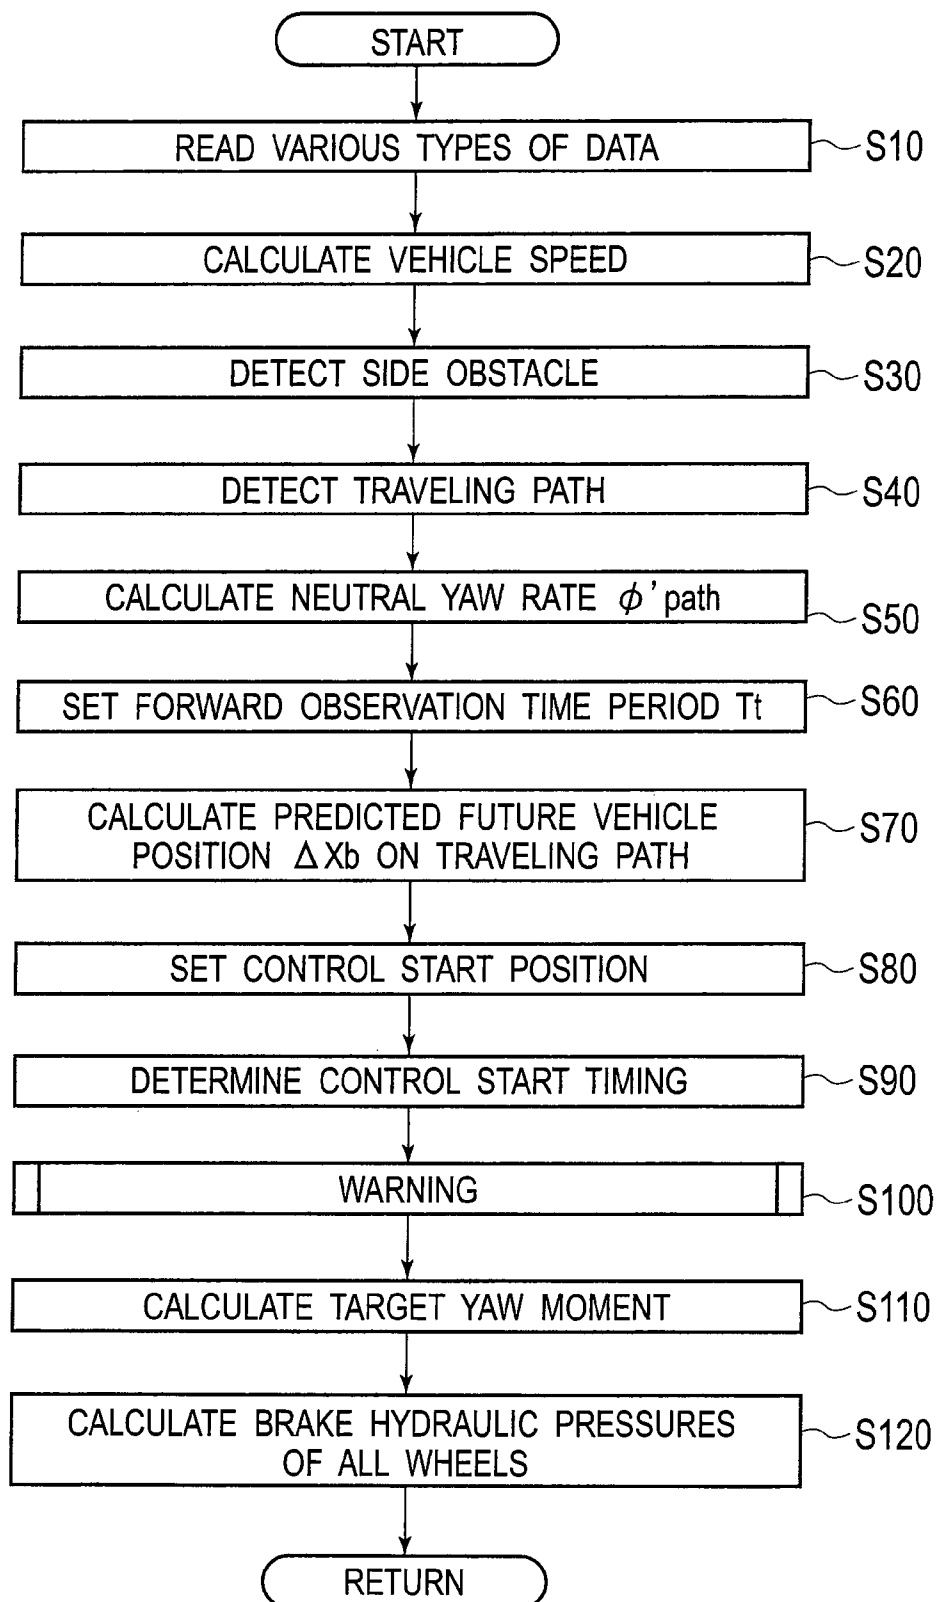 START
READ VARIOUS TYPES OF DATA
S10
CALCULATE VEHICLE SPEED
S20
DETECT SIDE OBSTACLE
S30
DETECT TRAVELING PATH
S40
CALCULATE NEUTRAL YAW RATE ϕ'path
S50
SET FORWARD OBSERVATION TIME PERIOD Tt
S60
CALCULATE PREDICTED FUTURE VEHICLE
POSITION ΔXb ON TRAVELING PATH
S70
SET CONTROL START POSITION
S80
DETERMINE CONTROL START TIMING
S90
WARNING
S100
CALCULATE TARGET YAW MOMENT
S110
CALCULATE BRAKE HYDRAULIC PRESSURES
OF ALL WHEELS
S120
RETURN